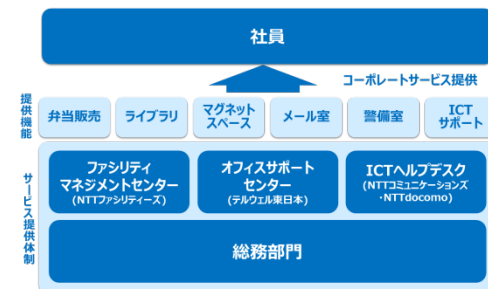 社員
コーポレートサービス提供
提供機能
弁当販売
ライブラリ
マグネット
スペース
メール室
警備室
ICT
サポート
サービス提供体制
ファシリティ
マネジメントセンター
(NTTファシリティーズ)
オフィスサポート
センター
(テルウェル東日本)
ICTヘルプデスク
(NTTコミュニケーションズ
・NTTdocomo)
総務部門